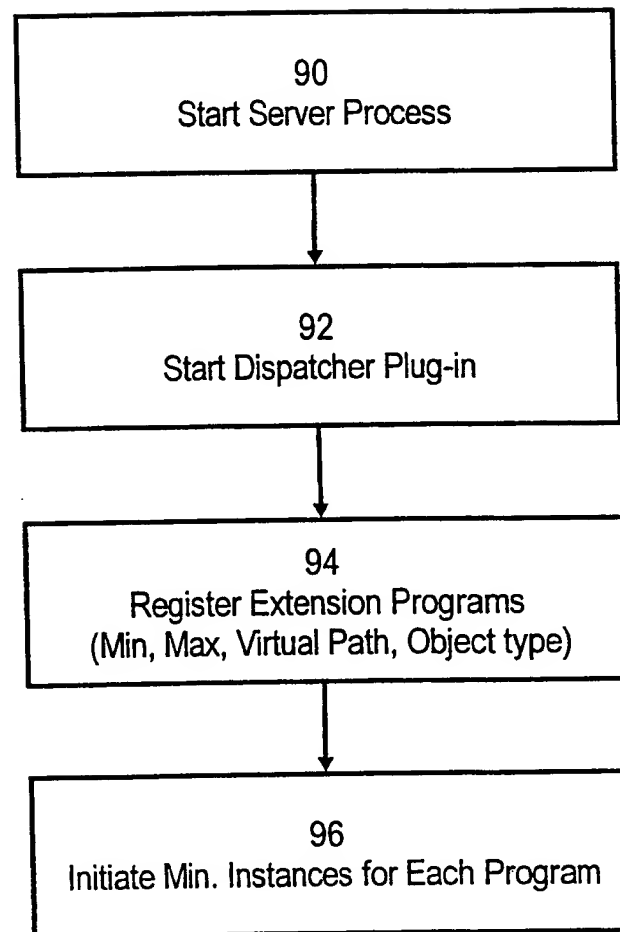 90
Start Server Process
92
Start Dispatcher Plug-in
94
Register Extension Programs
(Min, Max, Virtual Path, Object type)
96
Initiate Min. Instances for Each Program